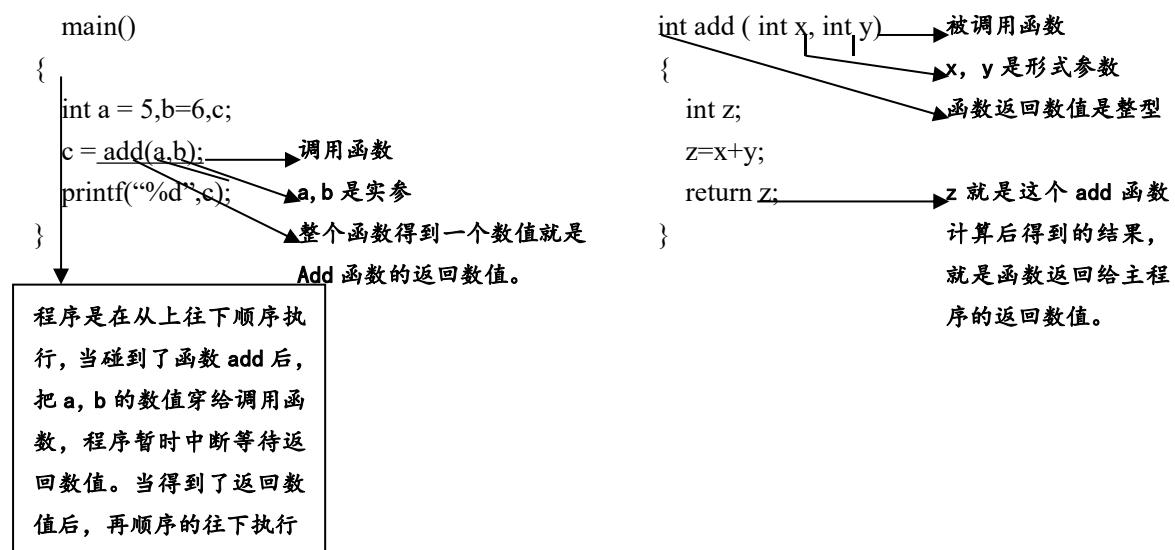 main()
{
int a = 5,b=6,c;
c = add(a,b);
printf(“%d”,c);
}
调用函数
a,b 是实参
整个函数得到一个数值就是
Add 函数的返回数值。
程序是在从上往下顺序执
行，当碰到了函数 add 后，
把 a，b 的数值穿给调用函
数，程序暂时中断等待返
回数值。当得到了返回数
值后，再顺序的往下执行
int add ( int x, int y)
{
int z;
z=x+y;
return z;
}
被调用函数
x，y 是形式参数
函数返回数值是整型
z 就是这个 add 函数
计算后得到的结果，
就是函数返回给主程
序的返回数值。